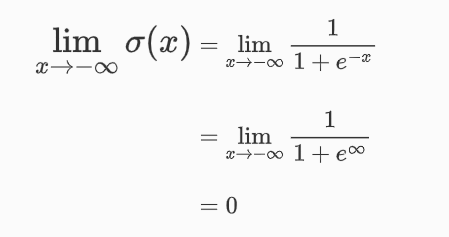 lim x→−∞ σ(x) = lim x→−∞ 1 / 1 + e^−x
= lim x→−∞ 1 / 1 + e^∞
= 0